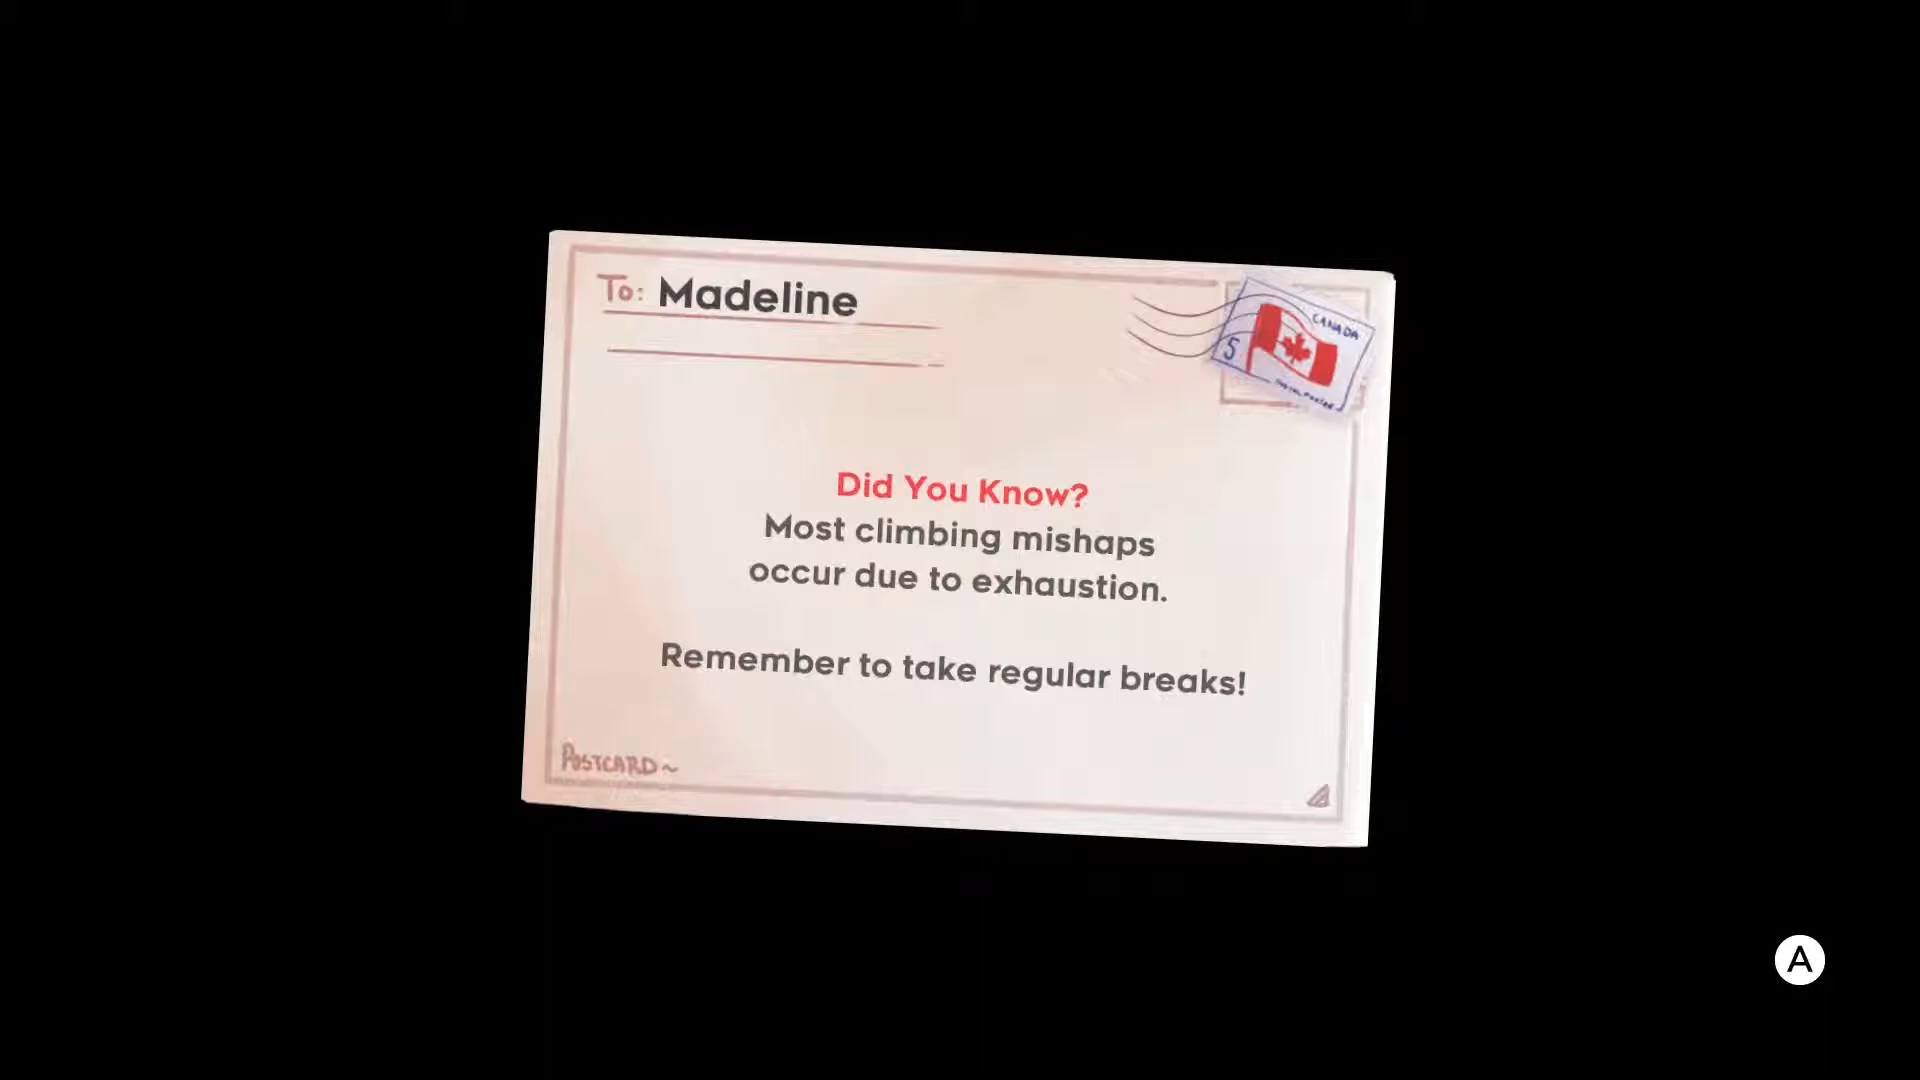 To: Madeline
CANADA
5
Did You Know?
Most climbing mishaps
occur due to exhaustion.
Remember to take regular breaks!
POSTCARD~
A